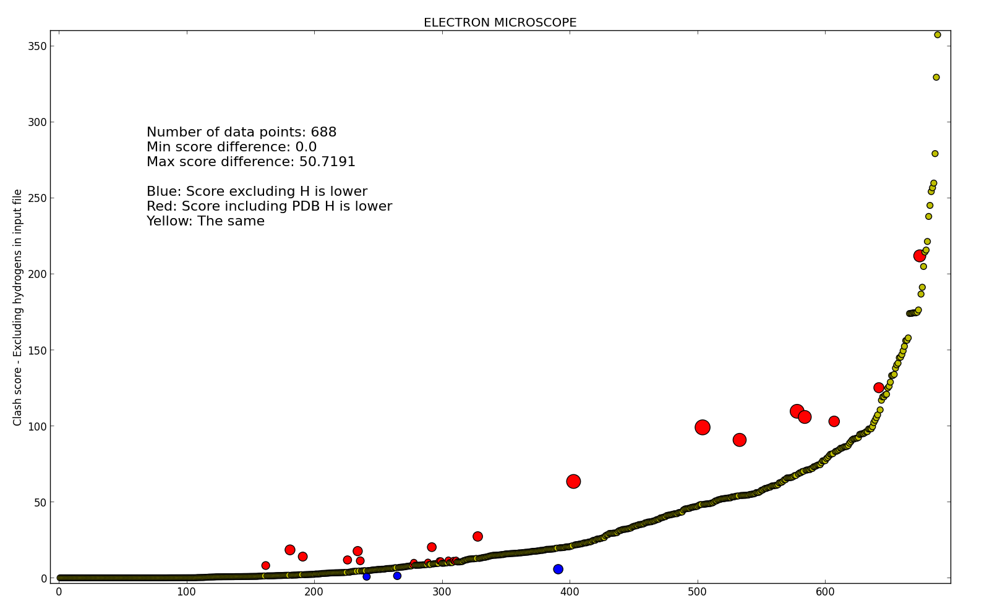 ELECTRON MICROSCOPE
Clash score - Excluding hydrogens in input file
350
300
250
200
150
100
50
0
Number of data points: 688
Min score difference: 0.0
Max score difference: 50.7191
Blue: Score excluding H is lower
Red: Score including PDB H is lower
Yellow: The same
0 100 200 300 400 500 600